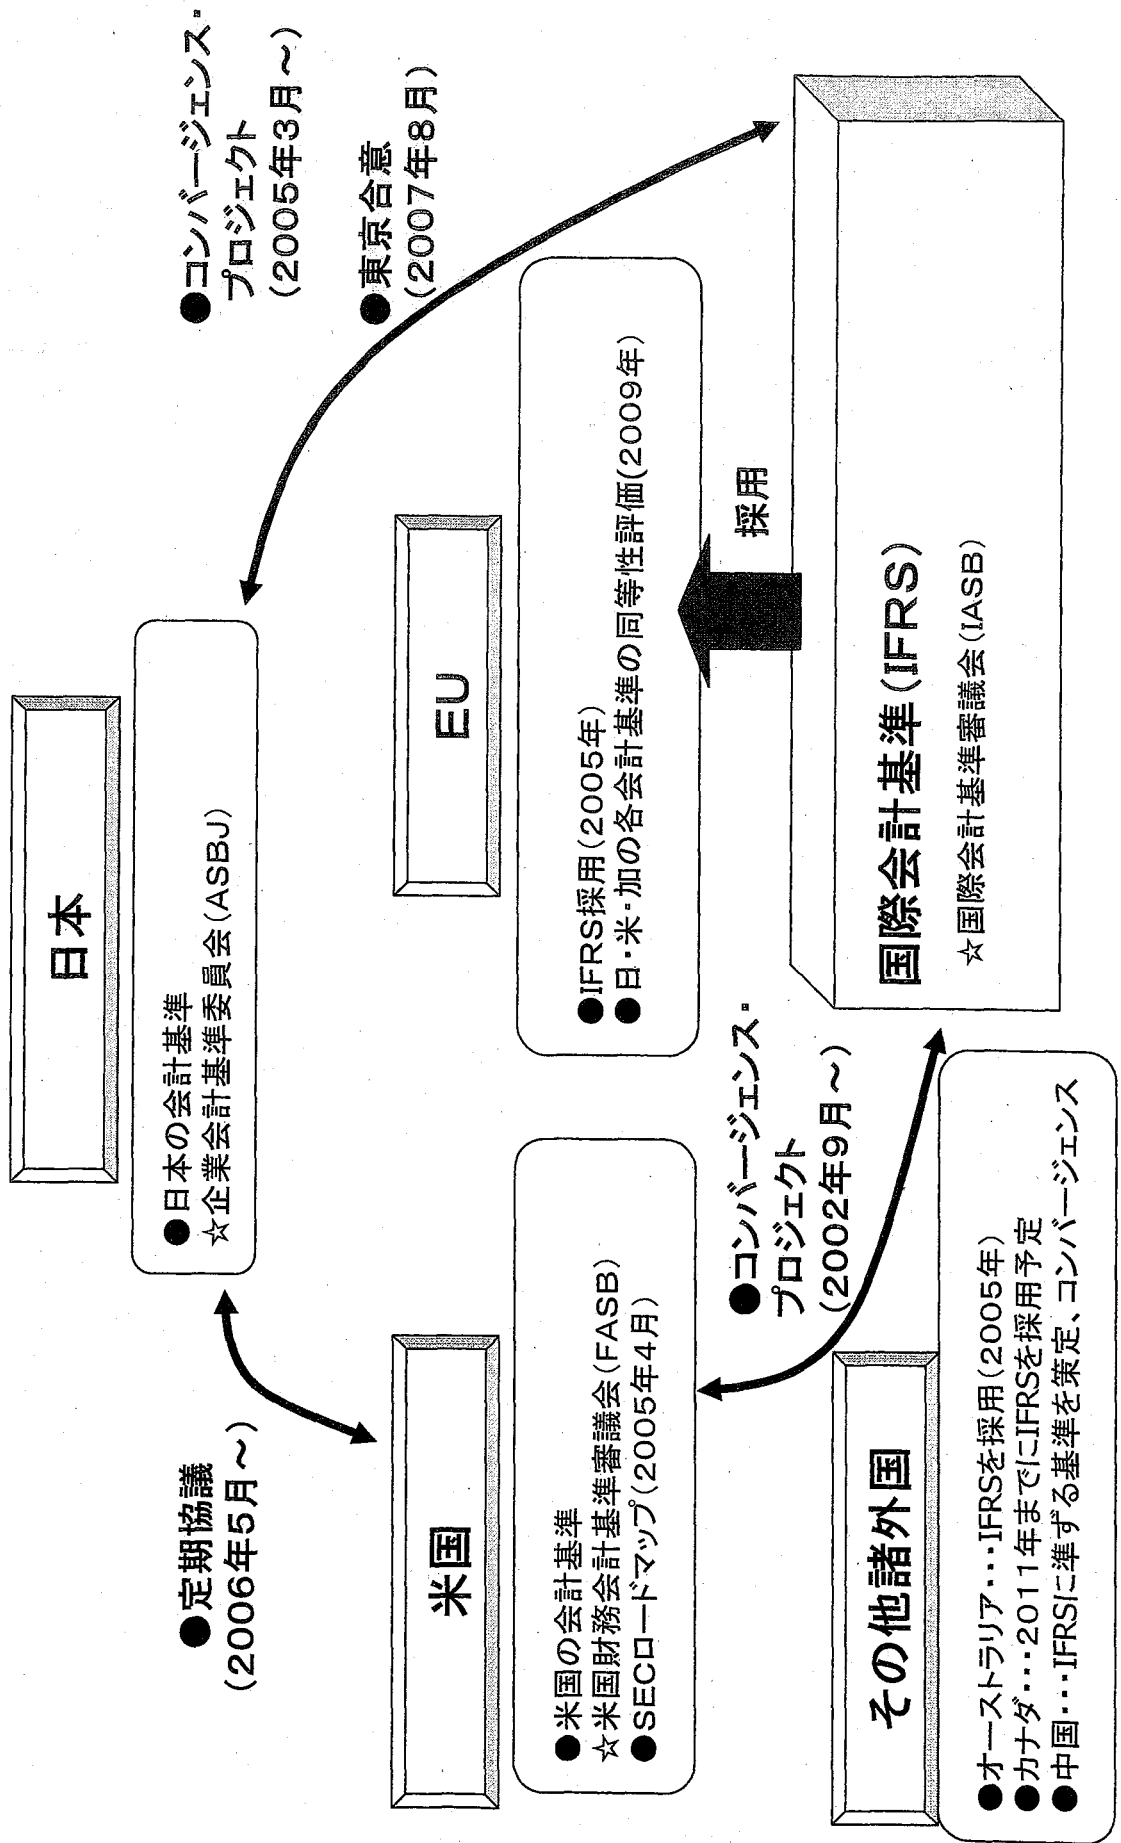 日本
●日本の会計基準
☆企業会計基準委員会(ASBJ)
●コンバージェンス・
プロジェクト
(2005年3月～)
●東京合意
(2007年8月)
●定期協議
(2006年5月～)
米国
●米国の会計基準
☆米国財務会計基準審議会(FASB)
●SECロードマップ(2005年4月)
EU
●IFRS採用(2005年)
●日・米・加の各会計基準の同等性評価(2009年)
採用
●コンバージェンス・
プロジェクト
(2002年9月～)
その他諸外国
●オーストラリア・・・IFRSを採用(2005年)
●カナダ・・・2011年までにIFRSを採用予定
●中国・・・IFRSに準ずる基準を策定、コンバージェンス
国際会計基準(IFRS)
☆国際会計基準審議会(IASB)